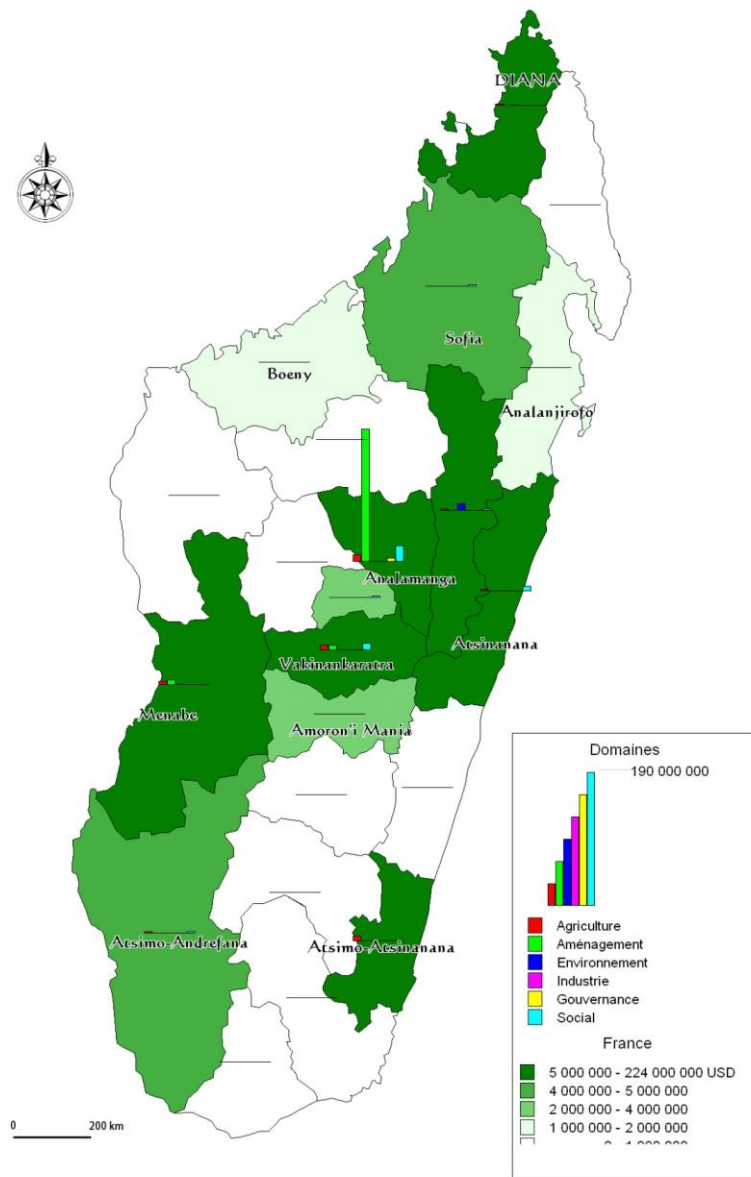 DIANA
Sofia
Boeny
Analanjirofo
Analamanga
Atsinanana
Vakinankaratra
Menabe
Amoron'i Mania
Atsimo-Andrefana
Atsimo-Atsinanana
0 200 km
Domaines
190 000 000
Agriculture
Aménagement
Environnement
Industrie
Gouvernance
Social
France
5 000 000 - 224 000 000 USD
4 000 000 - 5 000 000
2 000 000 - 4 000 000
1 000 000 - 2 000 000